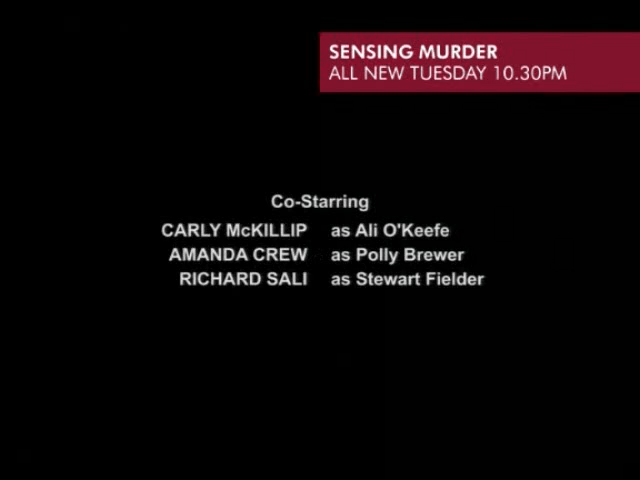 SENSING MURDER
ALL NEW TUESDAY 10.30PM
Co-Starring
CARLY McKILLIP as Ali O'Keefe
AMANDA CREW as Polly Brewer
RICHARD SALI as Stewart Fielder